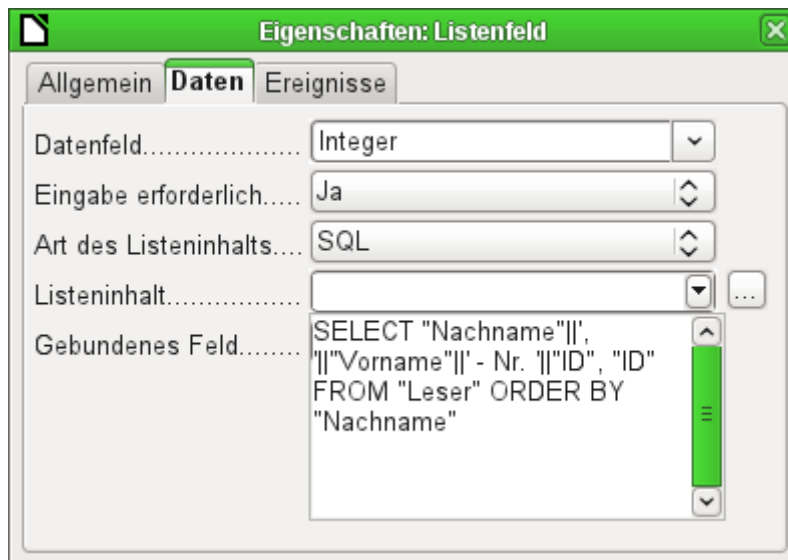 Eigenschaften: Listenfeld
Allgemein Daten Ereignisse
Datenfeld.................... Integer
Eingabe erforderlich..... Ja
Art des Listeninhalts.... SQL
Listeninhalt................. ...
Gebundenes Feld........
SELECT "Nachname"||',
'||"Vorname"||' - Nr. '||"ID", "ID"
FROM "Leser" ORDER BY
"Nachname"